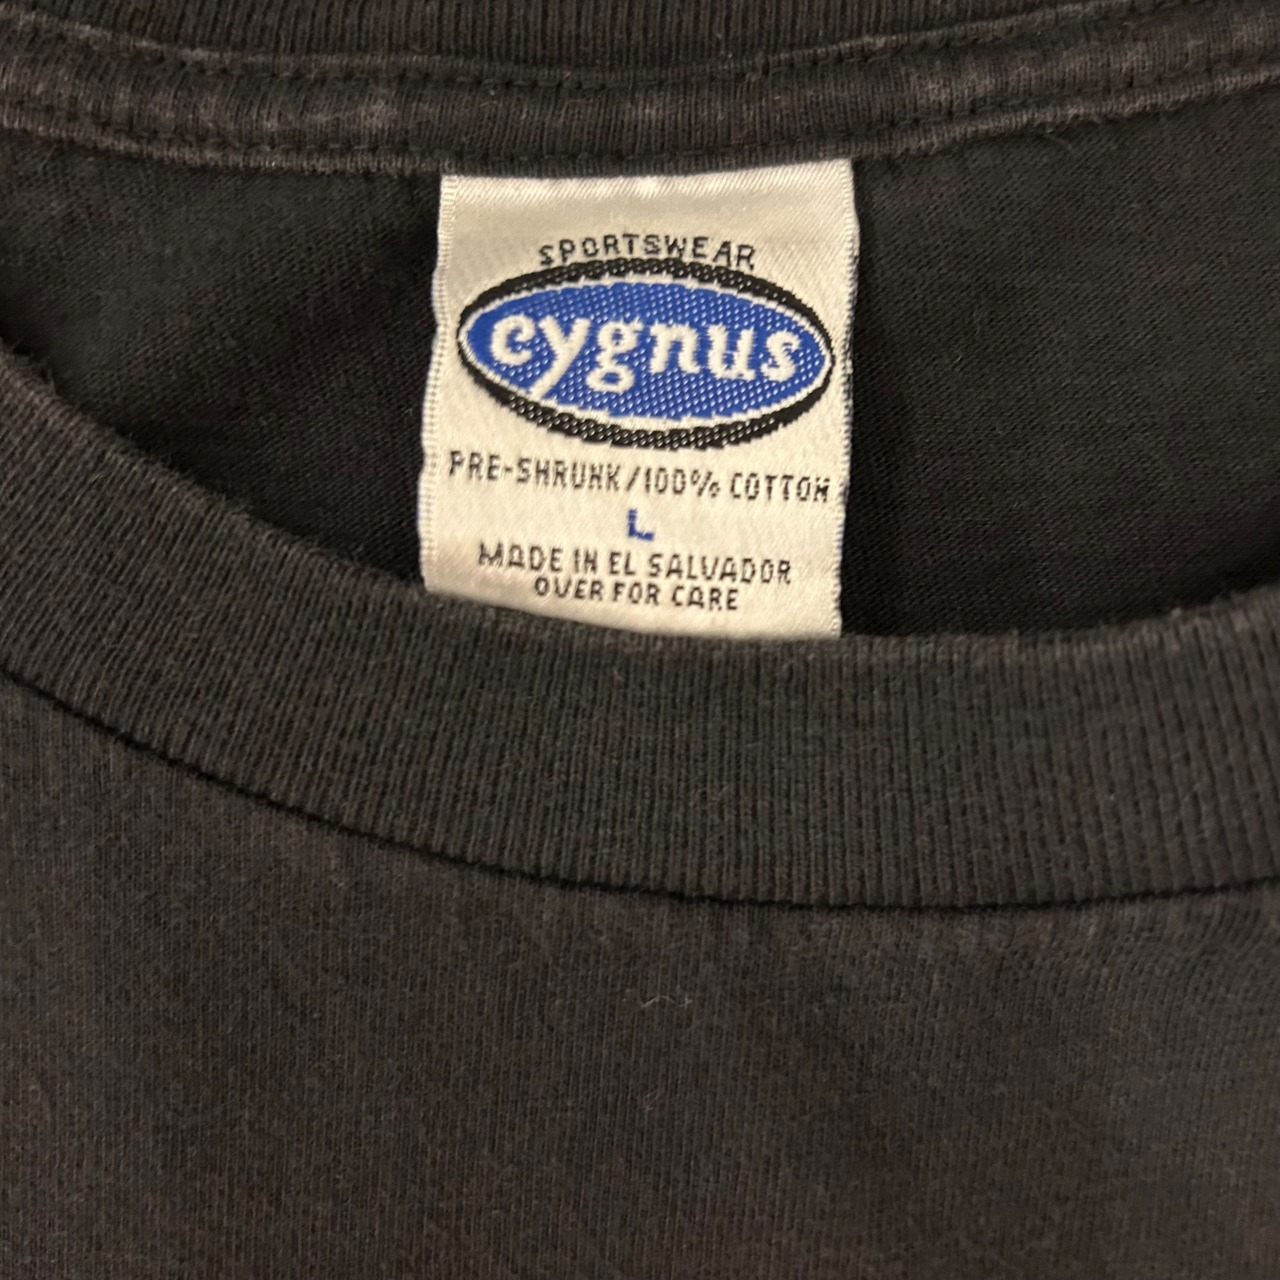 SPORTSWEAR
cygnus
PRE-SHRUNK/100% COTTON
L
MADE IN EL SALVADOR
OVER FOR CARE